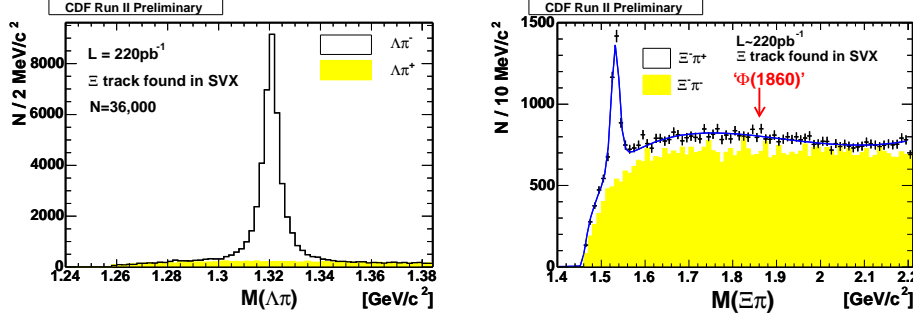 CDF Run II Preliminary
N / 2 MeV/c²
8000
6000
4000
2000
0
L = 220pb⁻¹
Ξ track found in SVX
N=36,000
Λπ⁻
Λπ⁺
1.24 1.26 1.28 1.3 1.32 1.34 1.36 1.38
M(Λπ) [GeV/c²]
CDF Run II Preliminary
N / 10 MeV/c²
1500
1000
500
0
Ξ⁻π⁺
Ξ⁻π⁻
L~220pb⁻¹
Ξ track found in SVX
‘Φ(1860)’
1.4 1.5 1.6 1.7 1.8 1.9 2 2.1 2.2
M(Ξπ) [GeV/c²]